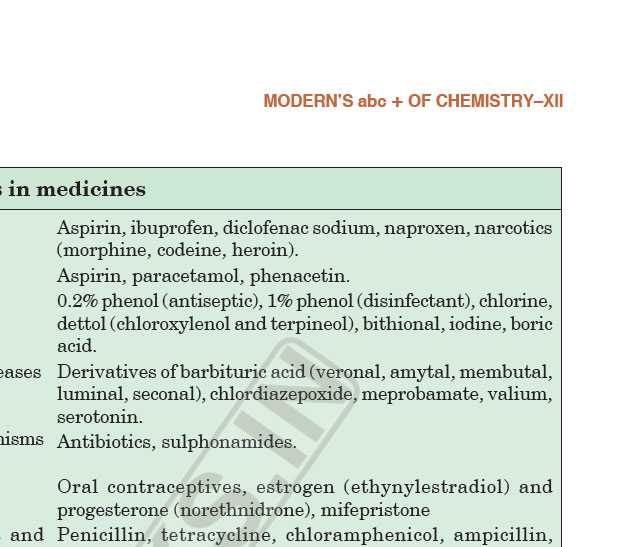 MODERN'S abc + OF CHEMISTRY–XII
s in medicines
Aspirin, ibuprofen, diclofenac sodium, naproxen, narcotics
(morphine, codeine, heroin).
Aspirin, paracetamol, phenacetin.
0.2% phenol (antiseptic), 1% phenol (disinfectant), chlorine,
dettol (chloroxylenol and terpineol), bithional, iodine, boric
acid.
eases Derivatives of barbituric acid (veronal, amytal, membutal,
luminal, seconal), chlordiazepoxide, meprobamate, valium,
serotonin.
nisms Antibiotics, sulphonamides.
Oral contraceptives, estrogen (ethynylestradiol) and
progesterone (norethnidrone), mifepristone
and Penicillin, tetracycline, chloramphenicol, ampicillin,
S.IN